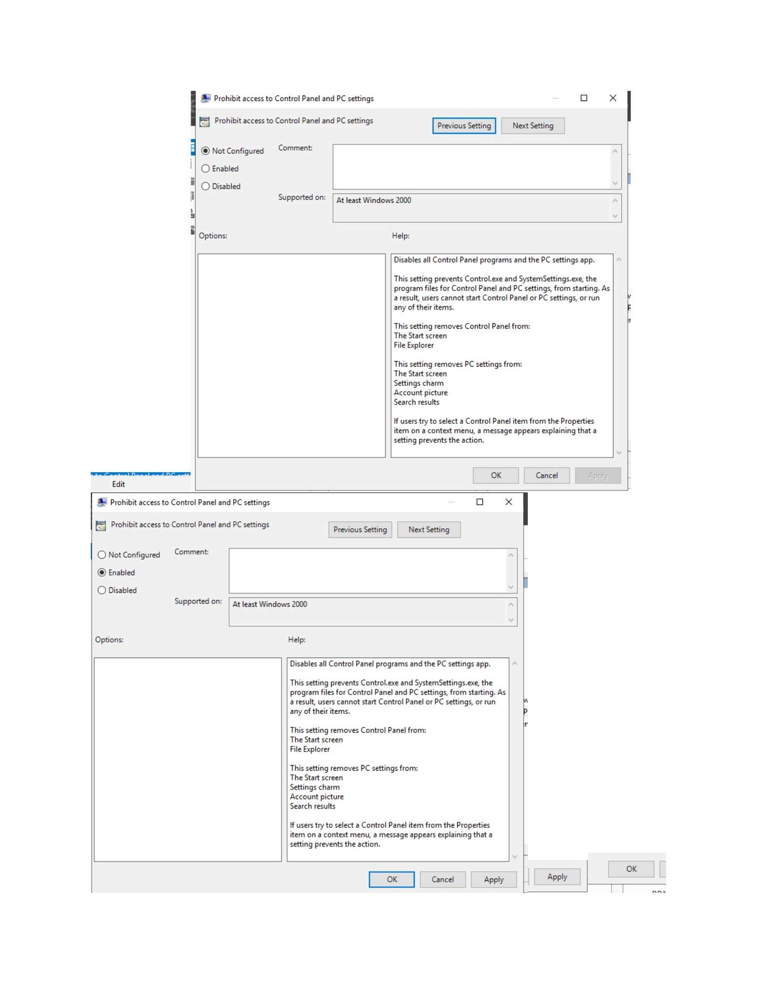 Prohibit access to Control Panel and PC settings
Prohibit access to Control Panel and PC settings
Previous Setting
Next Setting
Not Configured
Comment:
Enabled
Disabled
Supported on:
At least Windows 2000
Options:
Help:
Disables all Control Panel programs and the PC settings app.
This setting prevents Control.exe and SystemSettings.exe, the
program files for Control Panel and PC settings, from starting. As
a result, users cannot start Control Panel or PC settings, or run
any of their items.
This setting removes Control Panel from:
The Start screen
File Explorer
This setting removes PC settings from:
The Start screen
Settings charm
Account picture
Search results
If users try to select a Control Panel item from the Properties
item on a context menu, a message appears explaining that a
setting prevents the action.
OK
Cancel
Apply
Edit
Prohibit access to Control Panel and PC settings
Prohibit access to Control Panel and PC settings
Previous Setting
Next Setting
Not Configured
Comment:
Enabled
Disabled
Supported on:
At least Windows 2000
Options:
Help:
Disables all Control Panel programs and the PC settings app.
This setting prevents Control.exe and SystemSettings.exe, the
program files for Control Panel and PC settings, from starting. As
a result, users cannot start Control Panel or PC settings, or run
any of their items.
This setting removes Control Panel from:
The Start screen
File Explorer
This setting removes PC settings from:
The Start screen
Settings charm
Account picture
Search results
If users try to select a Control Panel item from the Properties
item on a context menu, a message appears explaining that a
setting prevents the action.
OK
Cancel
Apply
Apply
OK